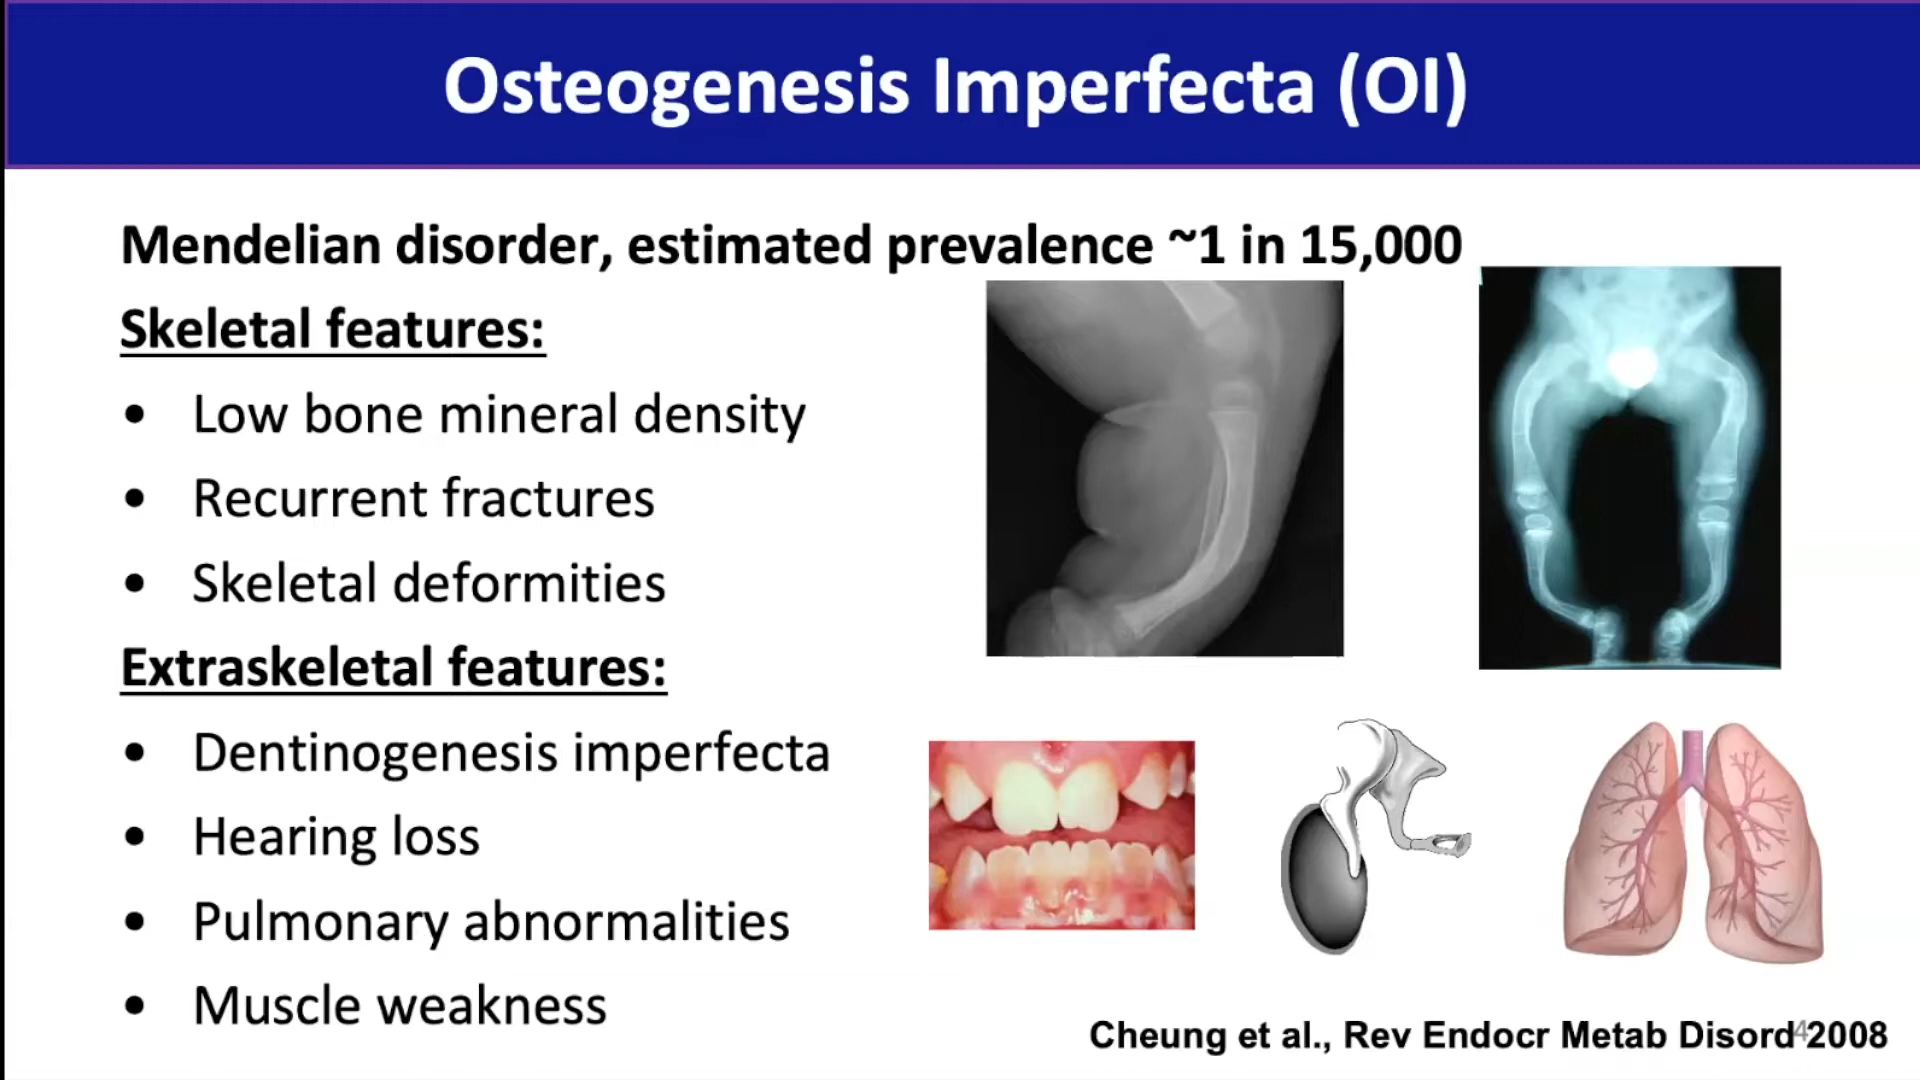 Osteogenesis Imperfecta (OI)
Mendelian disorder, estimated prevalence ~1 in 15,000
Skeletal features:
• Low bone mineral density
• Recurrent fractures
• Skeletal deformities
Extraskeletal features:
• Dentinogenesis imperfecta
• Hearing loss
• Pulmonary abnormalities
• Muscle weakness
Cheung et al., Rev Endocr Metab Disord 2008
4